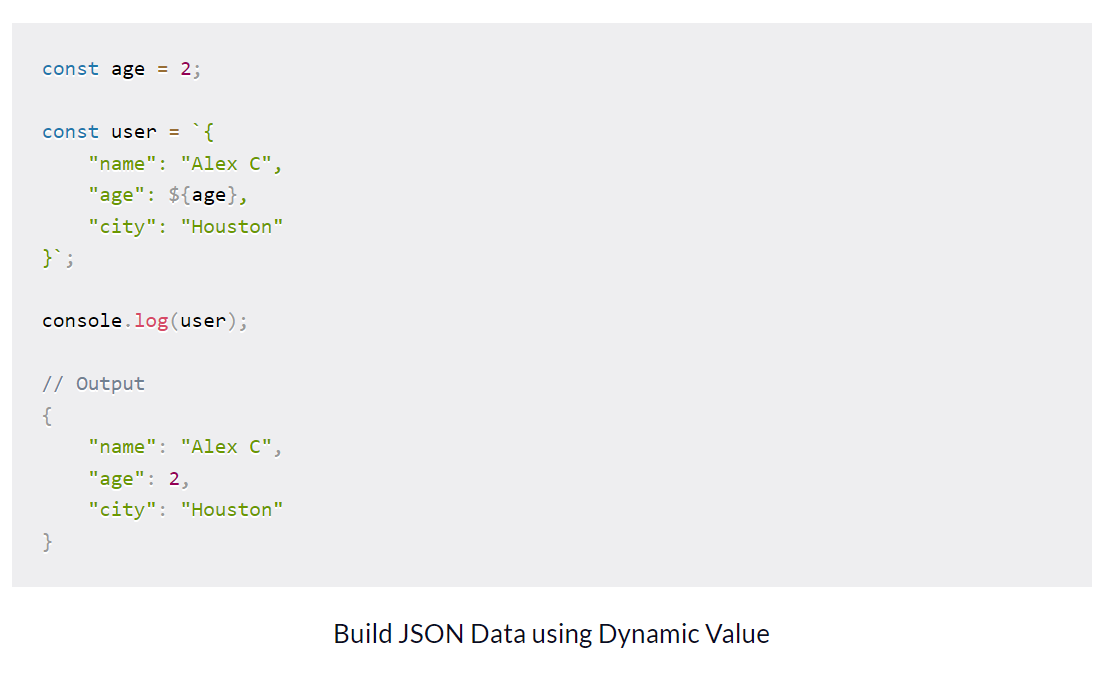 const age = 2;
const user = `{
    "name": "Alex C",
    "age": ${age},
    "city": "Houston"
}`;
console.log(user);
// Output
{
    "name": "Alex C",
    "age": 2,
    "city": "Houston"
}
Build JSON Data using Dynamic Value